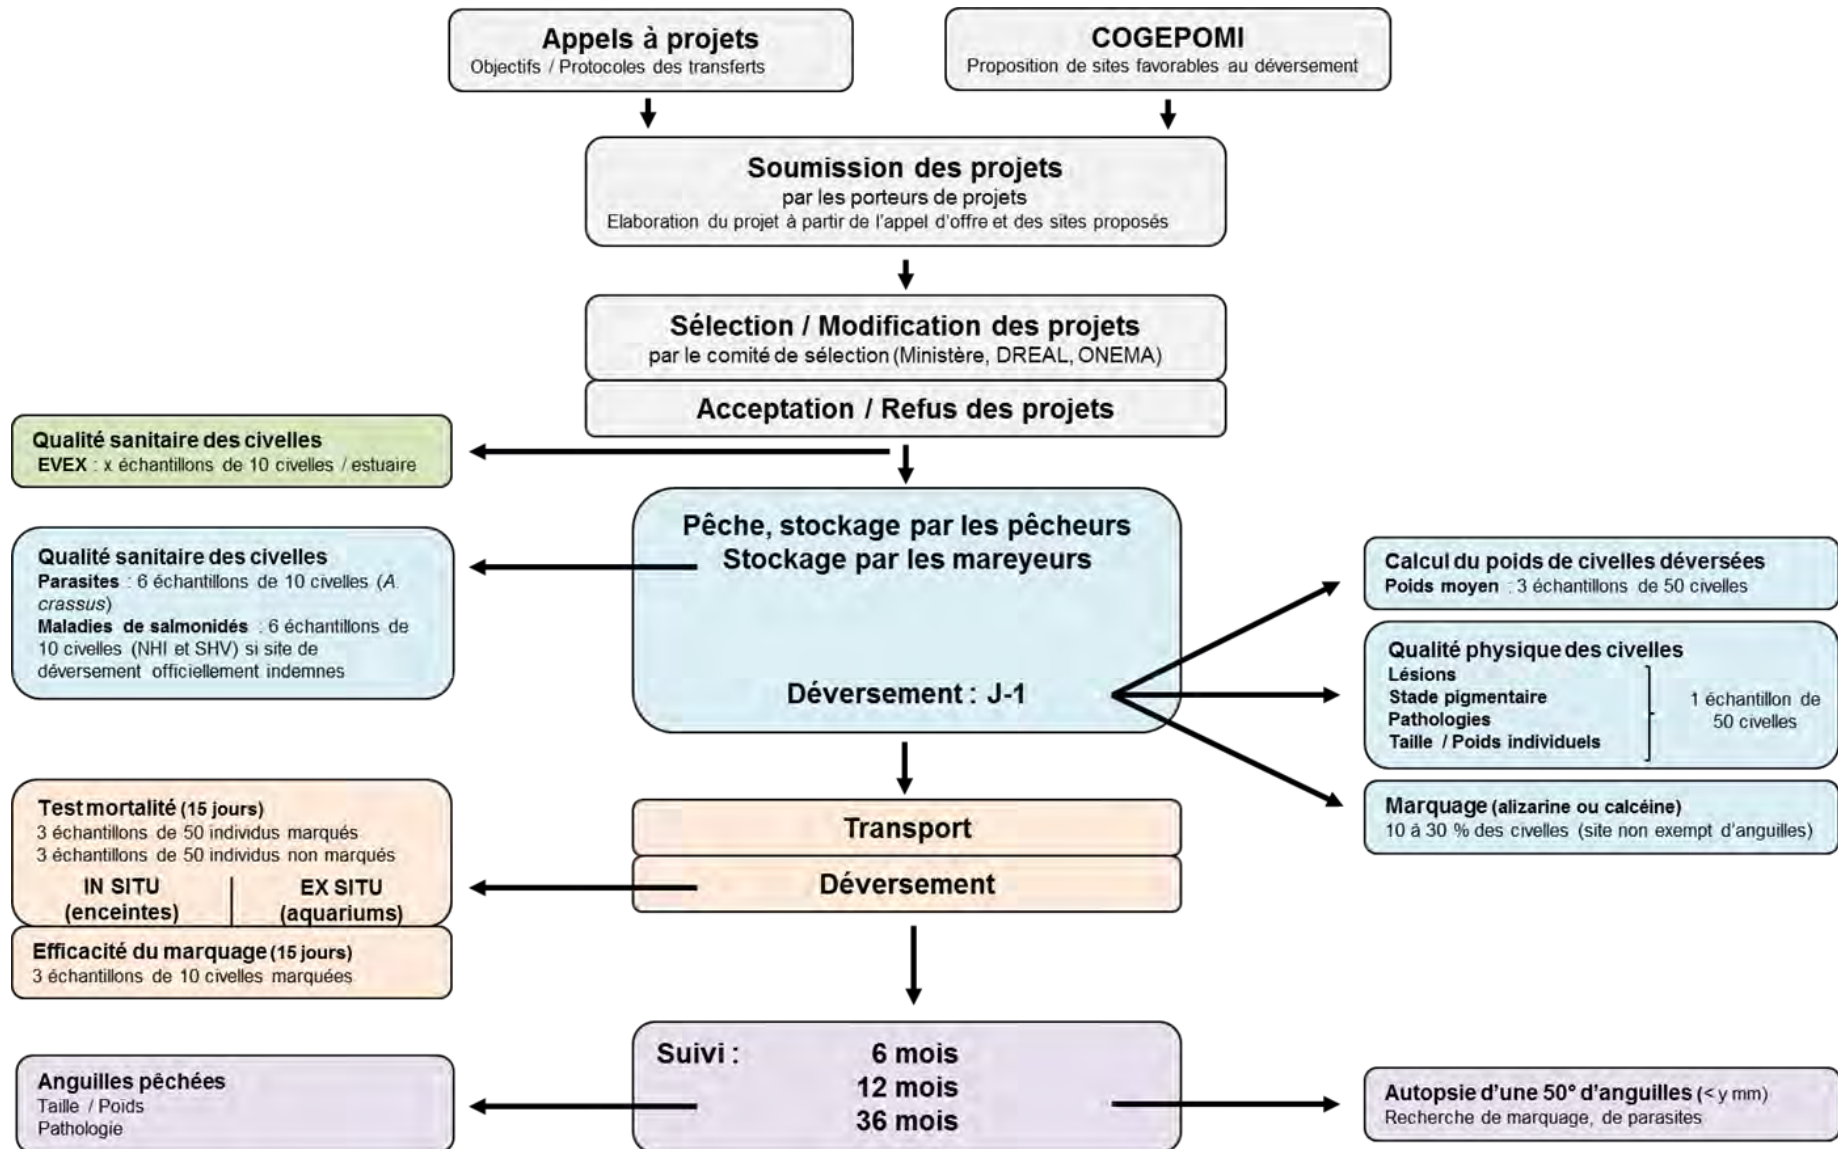 Appels à projets
Objectifs / Protocoles des transferts
COGEPOMI
Proposition de sites favorables au déversement
Soumission des projets
par les porteurs de projets
Elaboration du projet à partir de l'appel d'offre et des sites proposés
Sélection / Modification des projets
par le comité de sélection (Ministère, DREAL, ONEMA)
Acceptation / Refus des projets
Qualité sanitaire des civelles
EVEX : x échantillons de 10 civelles / estuaire
Pêche, stockage par les pêcheurs
Stockage par les mareyeurs
Déversement : J-1
Qualité sanitaire des civelles
Parasites : 6 échantillons de 10 civelles (A
crassus)
Maladies de salmonidés : 6 échantillons de
10 civelles (NHI et SHV) si site de
déversement officiellement indemnes
Calcul du poids de civelles déversées
Poids moyen : 3 échantillons de 50 civelles
Qualité physique des civelles
Lésions
Stade pigmentaire
Pathologies
Taille / Poids individuels
1 échantillon de
50 civelles
Marquage (alizarine ou calcéine)
10 à 30 % des civelles (site non exempt d'anguilles)
Transport
Déversement
Test mortalité (15 jours)
3 échantillons de 50 individus marqués
3 échantillons de 50 individus non marqués
IN SITU
(enceintes)
EX SITU
(aquariums)
Efficacité du marquage (15 jours)
3 échantillons de 10 civelles marquées
Suivi : 6 mois
12 mois
36 mois
Anguilles pêchées
Taille / Poids
Pathologie
Autopsie d'une 50° d'anguilles (< y mm)
Recherche de marquage, de parasites